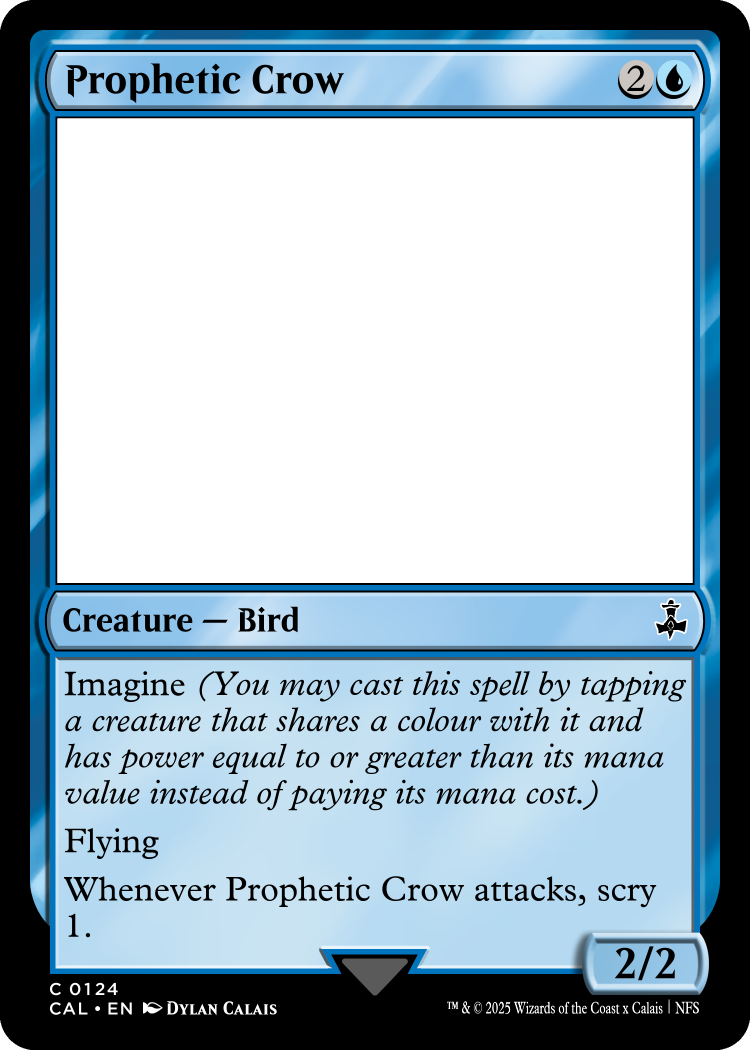 Prophetic Crow 2
Creature — Bird
Imagine (You may cast this spell by tapping
a creature that shares a colour with it and
has power equal to or greater than its mana
value instead of paying its mana cost.)
Flying
Whenever Prophetic Crow attacks, scry
1.
2/2
C 0124
CAL • EN DYLAN CALAIS
™ & © 2025 Wizards of the Coast x Calais | NFS